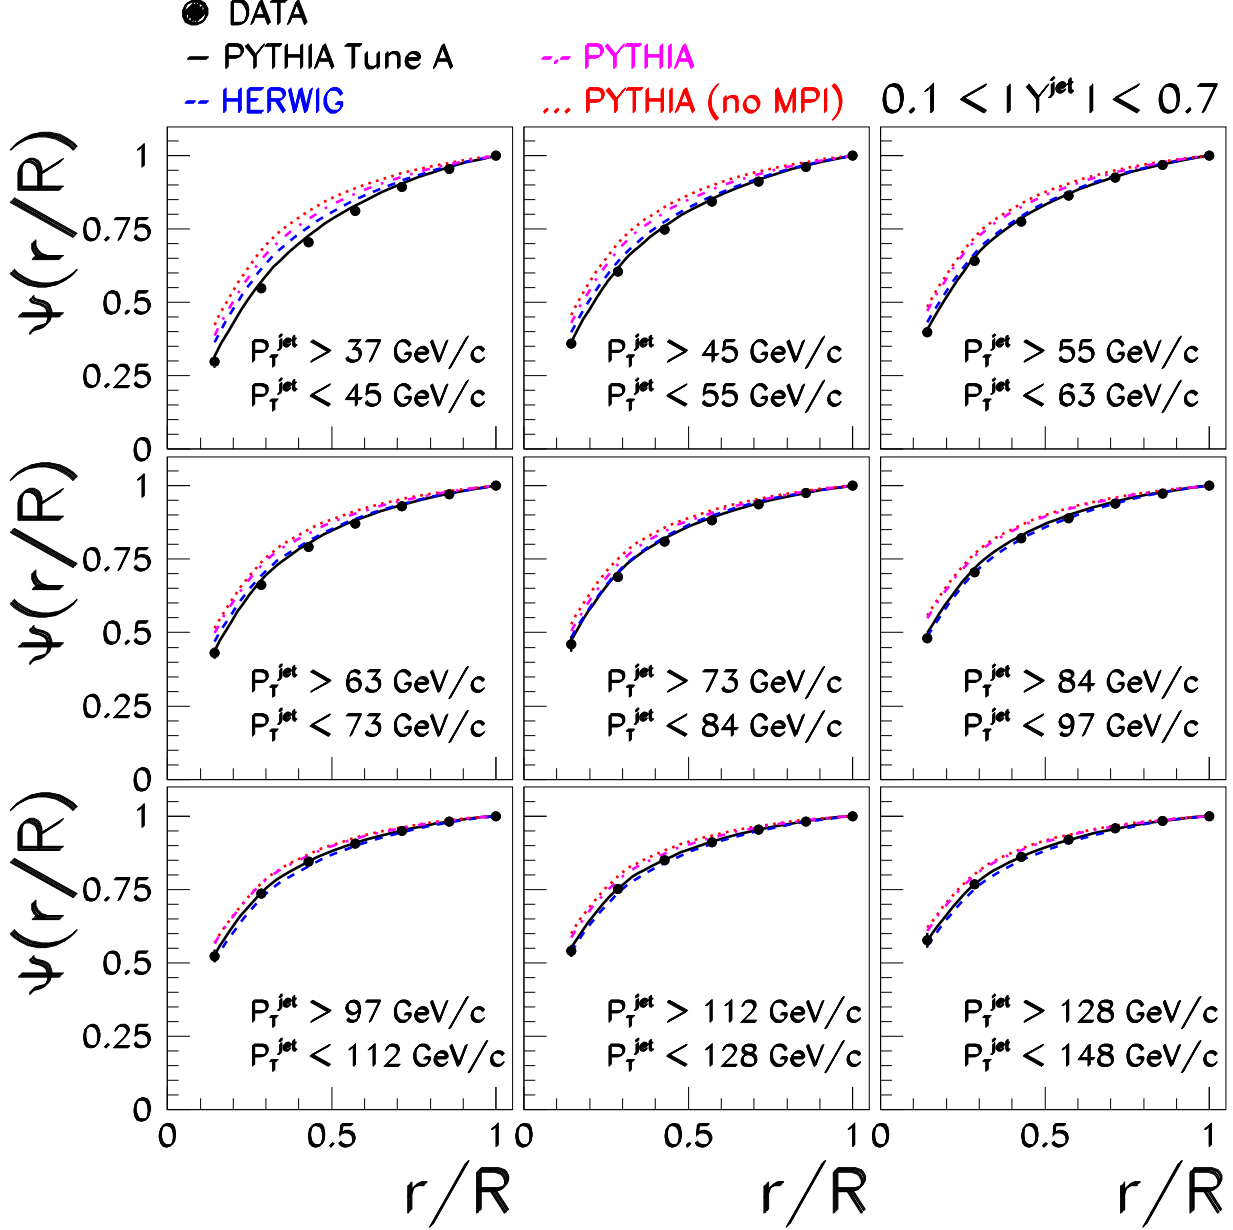 DATA
PYTHIA Tune A
PYTHIA
HERWIG
PYTHIA (no MPI)
0.1 < | Y^jet | < 0.7
Ψ(r/R)
1
0.75
0.5
0.25
0
P_T^jet > 37 GeV/c
P_T^jet < 45 GeV/c
P_T^jet > 45 GeV/c
P_T^jet < 55 GeV/c
P_T^jet > 55 GeV/c
P_T^jet < 63 GeV/c
Ψ(r/R)
1
0.75
0.5
0.25
0
P_T^jet > 63 GeV/c
P_T^jet < 73 GeV/c
P_T^jet > 73 GeV/c
P_T^jet < 84 GeV/c
P_T^jet > 84 GeV/c
P_T^jet < 97 GeV/c
Ψ(r/R)
1
0.75
0.5
0.25
0
P_T^jet > 97 GeV/c
P_T^jet < 112 GeV/c
P_T^jet > 112 GeV/c
P_T^jet < 128 GeV/c
P_T^jet > 128 GeV/c
P_T^jet < 148 GeV/c
0 0.5 1 0 0.5 1 0 0.5 1
r/R r/R r/R